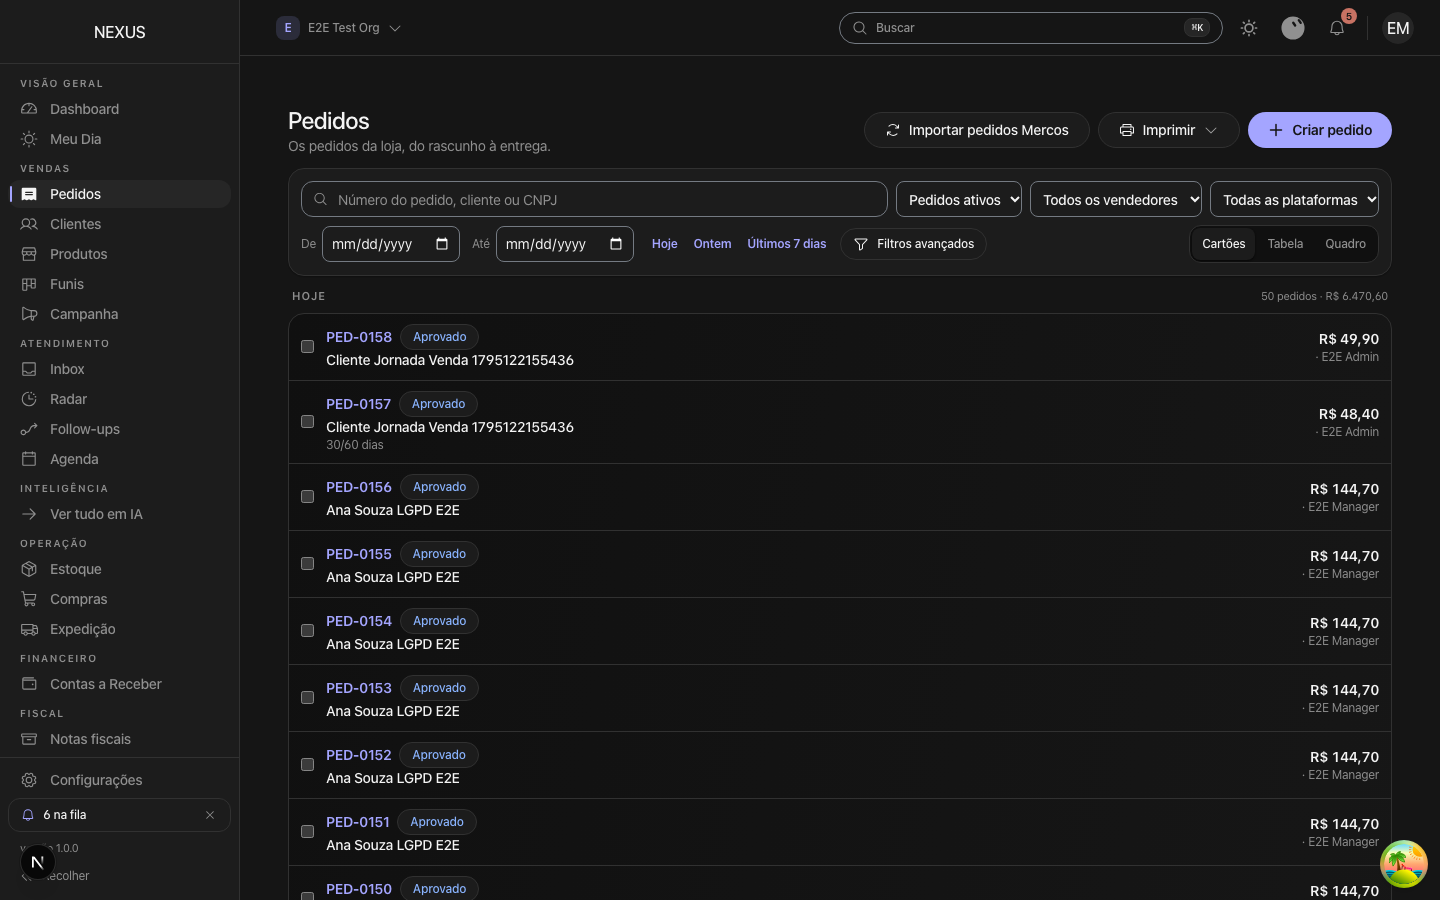 NEXUS
E E2E Test Org
Buscar ⌘K
5
EM
VISÃO GERAL
Dashboard
Meu Dia
VENDAS
Pedidos
Clientes
Produtos
Funis
Campanha
ATENDIMENTO
Inbox
Radar
Follow-ups
Agenda
INTELIGÊNCIA
Ver tudo em IA
OPERAÇÃO
Estoque
Compras
Expedição
FINANCEIRO
Contas a Receber
FISCAL
Notas fiscais
Configurações
6 na fila
1.0.0
N
Pedidos
Os pedidos da loja, do rascunho à entrega.
Importar pedidos Mercos
Imprimir
Criar pedido
Número do pedido, cliente ou CNPJ
Pedidos ativos
Todos os vendedores
Todas as plataformas
De mm/dd/yyyy Até mm/dd/yyyy Hoje Ontem Últimos 7 dias Filtros avançados
Cartões Tabela Quadro
HOJE
50 pedidos · R$ 6.470,60
PED-0158 Aprovado
Cliente Jornada Venda 1795122155436
R$ 49,90
· E2E Admin
PED-0157 Aprovado
Cliente Jornada Venda 1795122155436
30/60 dias
R$ 48,40
· E2E Admin
PED-0156 Aprovado
Ana Souza LGPD E2E
R$ 144,70
· E2E Manager
PED-0155 Aprovado
Ana Souza LGPD E2E
R$ 144,70
· E2E Manager
PED-0154 Aprovado
Ana Souza LGPD E2E
R$ 144,70
· E2E Manager
PED-0153 Aprovado
Ana Souza LGPD E2E
R$ 144,70
· E2E Manager
PED-0152 Aprovado
Ana Souza LGPD E2E
R$ 144,70
· E2E Manager
PED-0151 Aprovado
Ana Souza LGPD E2E
R$ 144,70
· E2E Manager
PED-0150 Aprovado
R$ 144,70